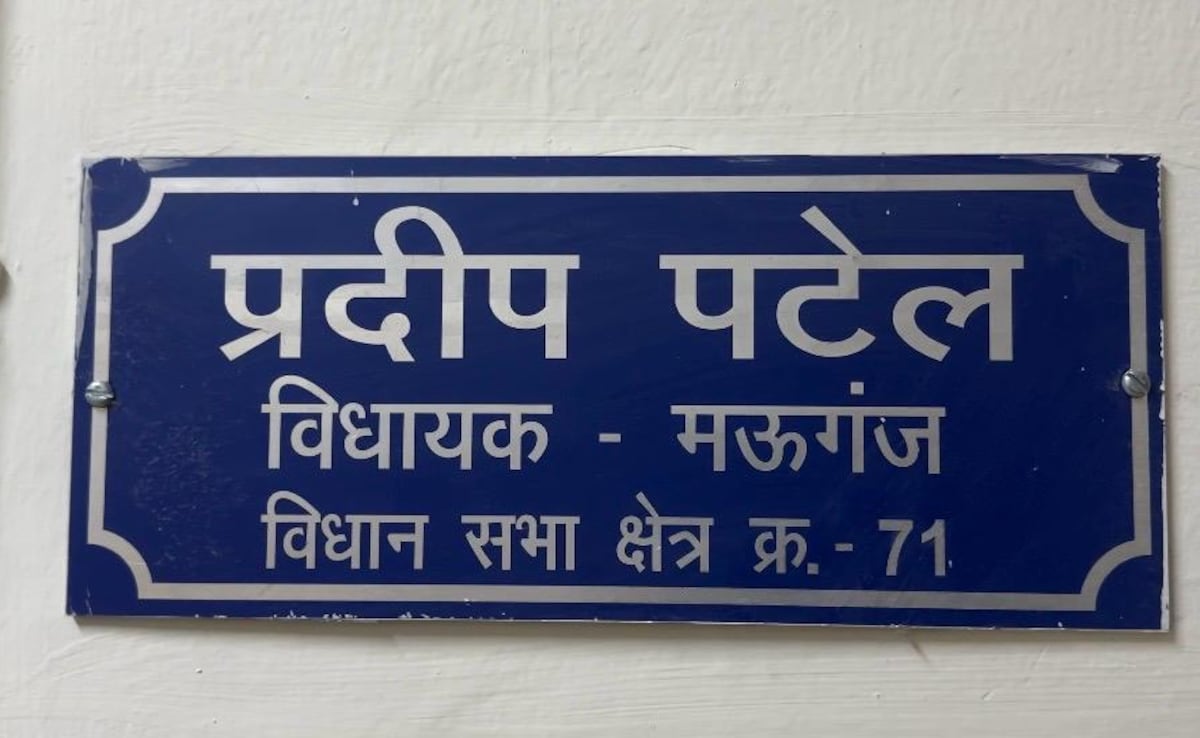 प्रदीप पटेल
विधायक - मऊगंज
विधान सभा क्षेत्र क्र. - 71